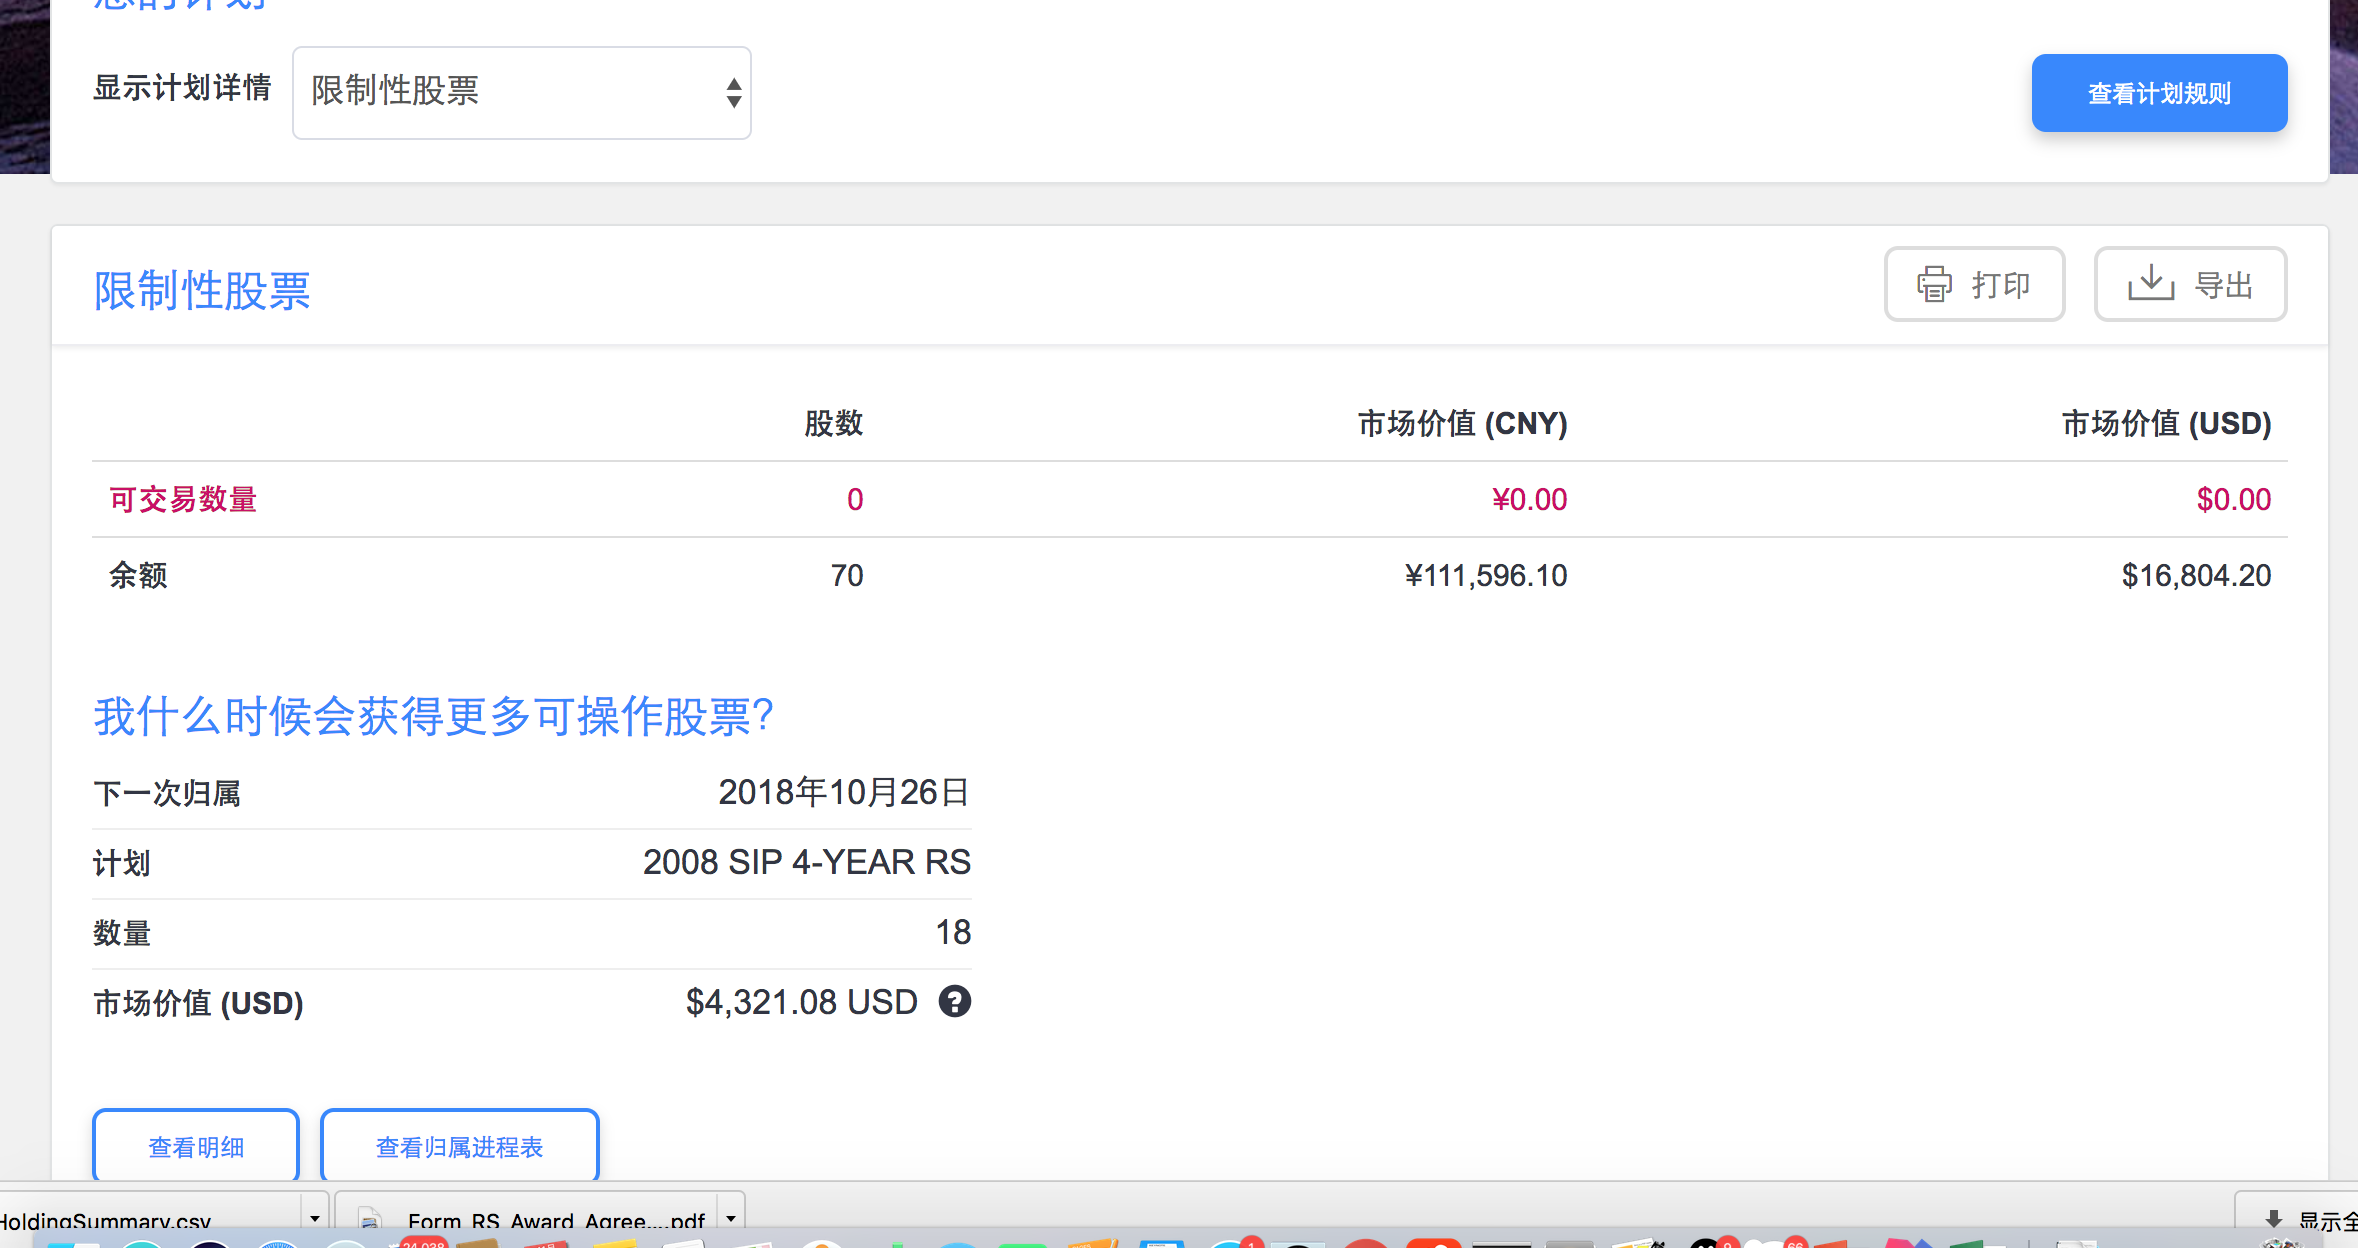 您的计划
显示计划详情 限制性股票 查看计划规则
限制性股票 打印 导出
股数 市场价值 (CNY) 市场价值 (USD)
可交易数量 0 ¥0.00 $0.00
余额 70 ¥111,596.10 $16,804.20
我什么时候会获得更多可操作股票?
下一次归属 2018年10月26日
计划 2008 SIP 4-YEAR RS
数量 18
市场价值 (USD) $4,321.08 USD
查看明细 查看归属进程表
HoldingSummary.csv Form_RS_Award_Agree....pdf 显示全